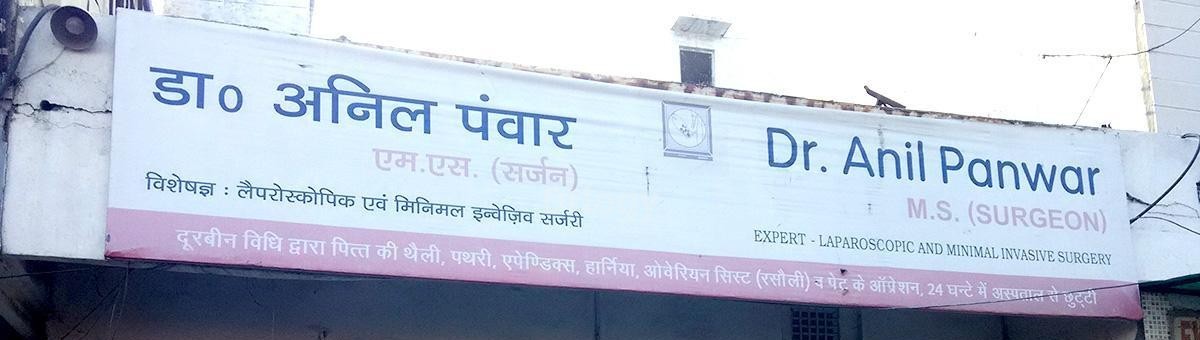 डा० अनिल पंवार
एम.एस. (सर्जन)
विशेषज्ञ : लैपरोस्कोपिक एवं मिनिमल इन्वेज़िव सर्जरी
Dr. Anil Panwar
M.S. (SURGEON)
EXPERT - LAPAROSCOPIC AND MINIMAL INVASIVE SURGERY
दूरबीन विधि द्वारा पित्त की थैली, पथरी, एपेण्डिक्स, हार्निया, ओवेरियन सिस्ट (रसौली) व पेट के ऑप्रेशन, 24 घन्टे में अस्पताल से छुट्टी